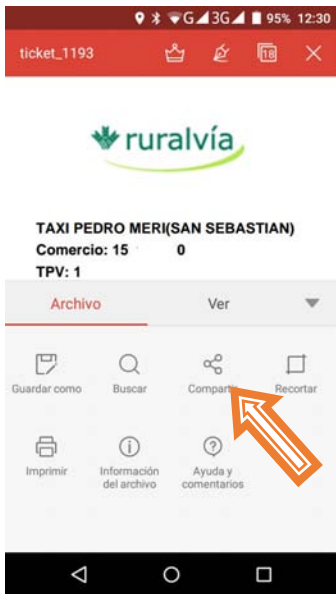 G 3G 95% 12:30
ticket_1193 18
ruralvía
TAXI PEDRO MERI(SAN SEBASTIAN)
Comercio: 15 0
TPV: 1
Archivo Ver
Guardar como Buscar Compartir Recortar
Imprimir Información del archivo Ayuda y comentarios